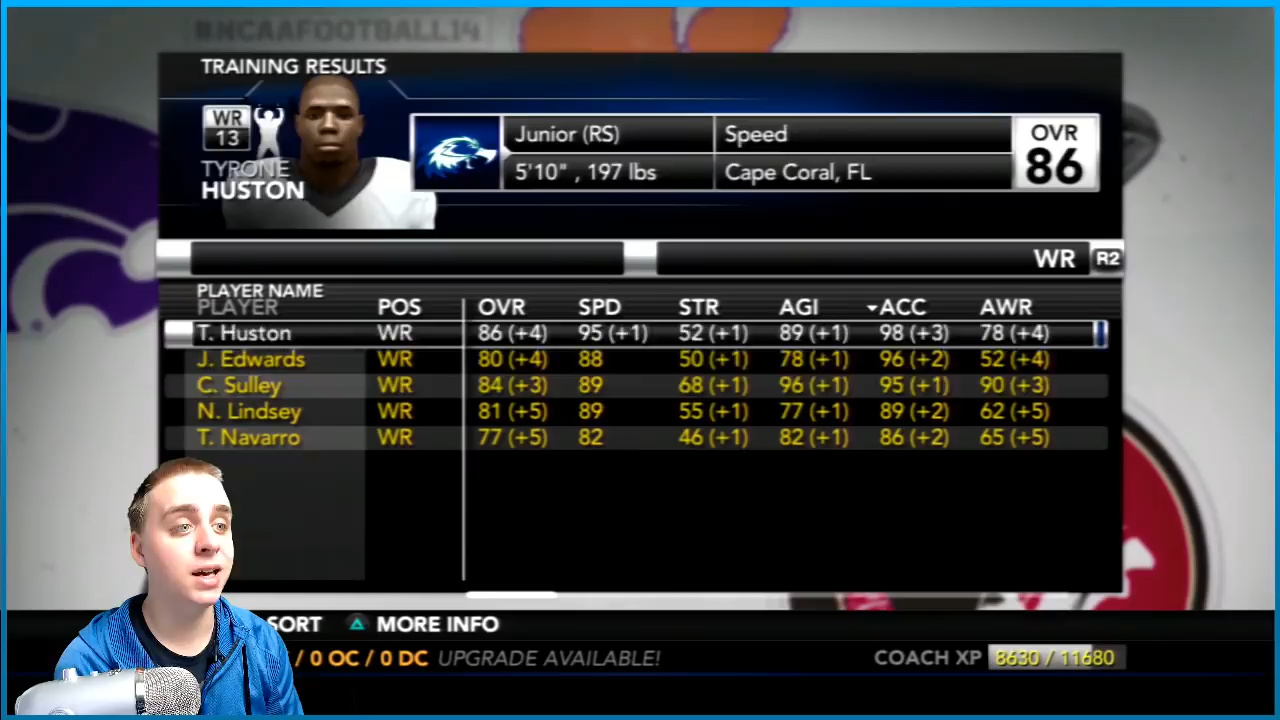 #NCAAFOOTBALL14
TRAINING RESULTS
WR
13
TYRONE
HUSTON
Junior (RS) Speed
5'10" , 197 lbs Cape Coral, FL
OVR
86
WR R2
PLAYER NAME
PLAYER POS OVR SPD STR AGI ACC AWR
T. Huston WR 86 (+4) 95 (+1) 52 (+1) 89 (+1) 98 (+3) 78 (+4)
J. Edwards WR 80 (+4) 88 50 (+1) 78 (+1) 96 (+2) 52 (+4)
C. Sulley WR 84 (+3) 89 68 (+1) 96 (+1) 95 (+1) 90 (+3)
N. Lindsey WR 81 (+5) 89 55 (+1) 77 (+1) 89 (+2) 62 (+5)
T. Navarro WR 77 (+5) 82 46 (+1) 82 (+1) 86 (+2) 65 (+5)
SORT MORE INFO
/ 0 OC / 0 DC UPGRADE AVAILABLE! COACH XP 8630 / 11680